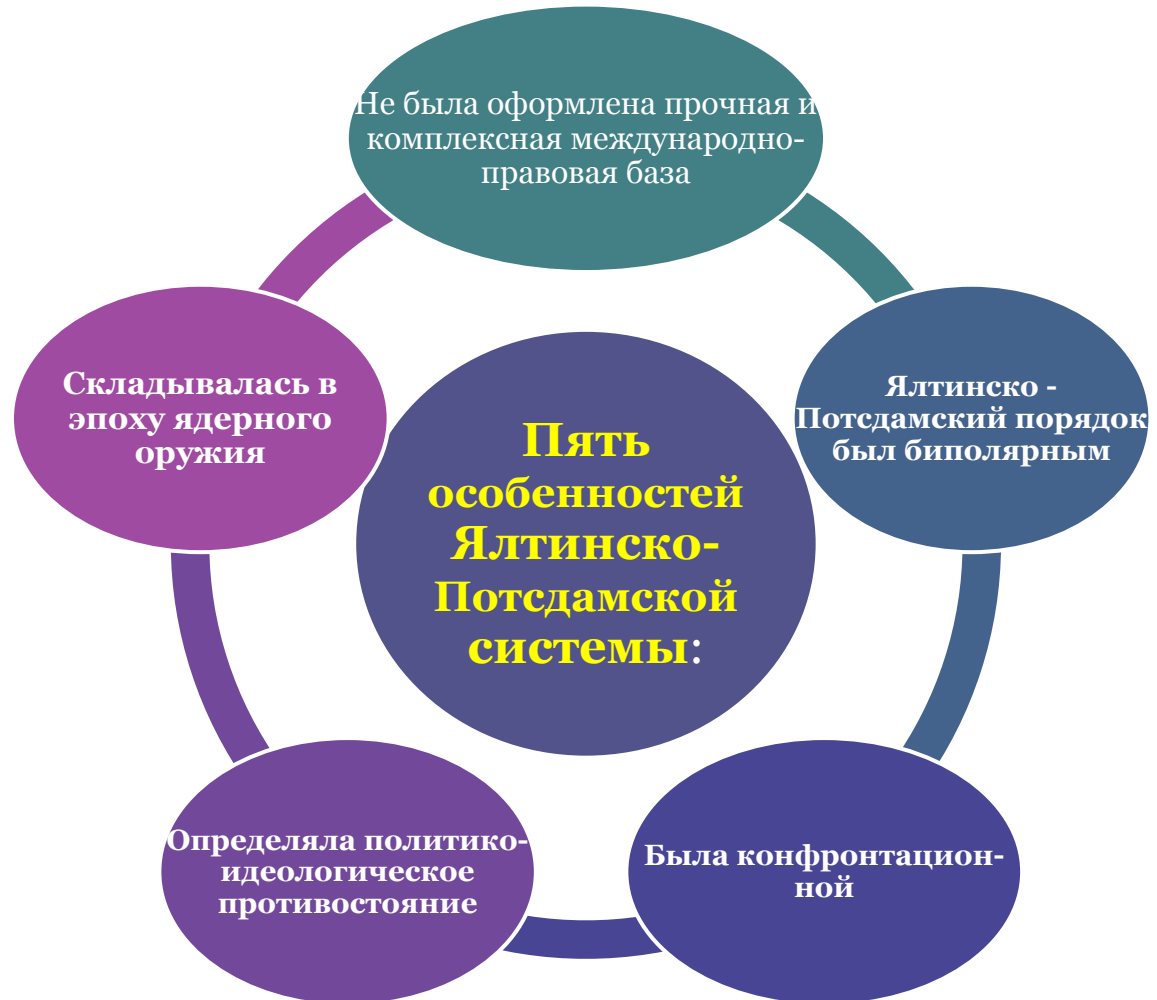 Не была оформлена прочная и
комплексная международно-
правовая база
Ялтинско -
Потсдамский порядок
был биполярным
Была конфронтацион-
ной
Определяла политико-
идеологическое
противостояние
Складывалась в
эпоху ядерного
оружия
Пять
особенностей
Ялтинско-
Потсдамской
системы: